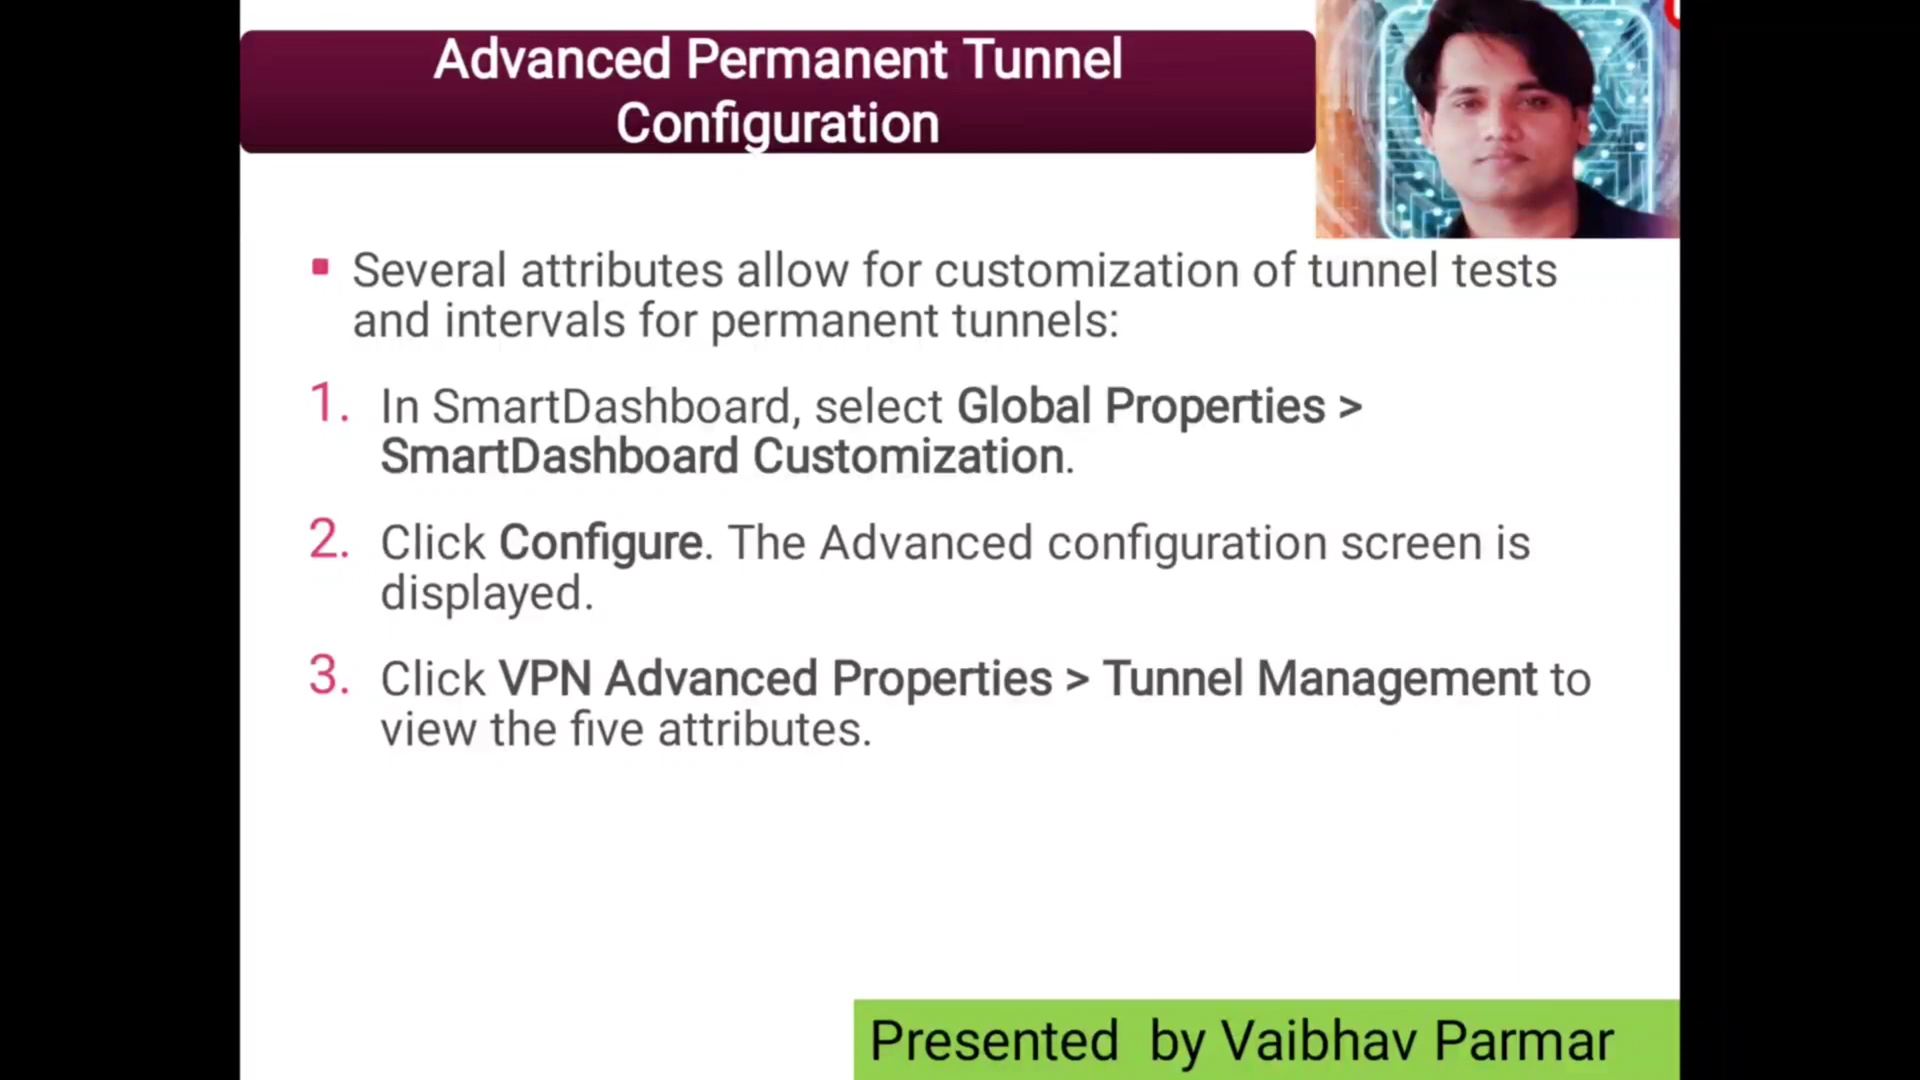 Advanced Permanent Tunnel
Configuration
Several attributes allow for customization of tunnel tests
and intervals for permanent tunnels:
1. In SmartDashboard, select Global Properties >
SmartDashboard Customization.
2. Click Configure. The Advanced configuration screen is
displayed.
3. Click VPN Advanced Properties > Tunnel Management to
view the five attributes.
Presented by Vaibhav Parmar